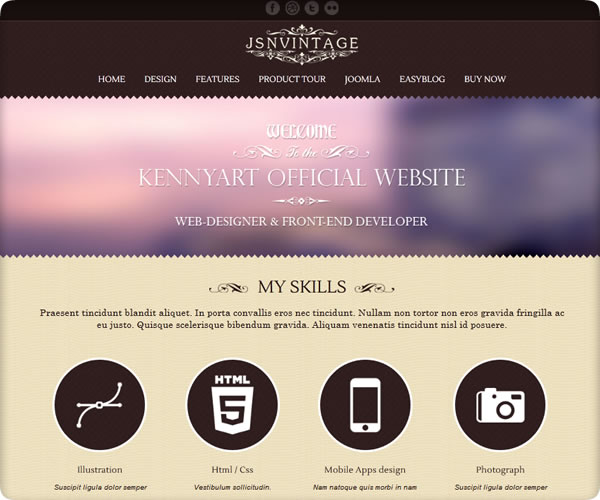 JSNVINTAGE
HOME DESIGN FEATURES PRODUCT TOUR JOOMLA EASYBLOG BUY NOW
WELCOME
To the
KENNYART OFFICIAL WEBSITE
WEB-DESIGNER & FRONT-END DEVELOPER
MY SKILLS
Praesent tincidunt blandit aliquet. In porta convallis eros nec tincidunt. Nullam non tortor non eros gravida fringilla ac
eu justo. Quisque scelerisque bibendum gravida. Aliquam venenatis tincidunt nisl id posuere.
HTML
5
Illustration Html / Css Mobile Apps design Photograph
Suscipit ligula dolor semper Vestibulum sollicitudin. Nam natoque quis morbi in nam Suscipit ligula dolor semper